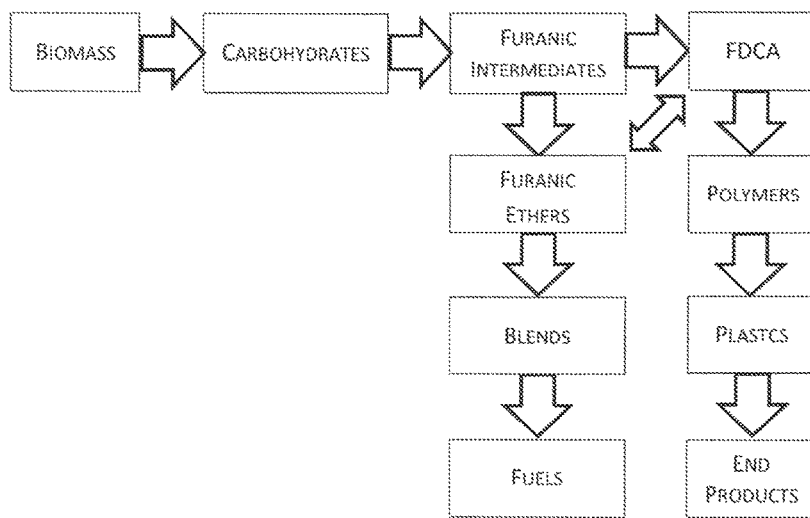 BIOMASS
CARBOHYDRATES
FURANIC
INTERMEDIATES
FDCA
FURANIC
ETHERS
POLYMERS
BLENDS
PLASTCS
FUELS
END
PRODUCTS